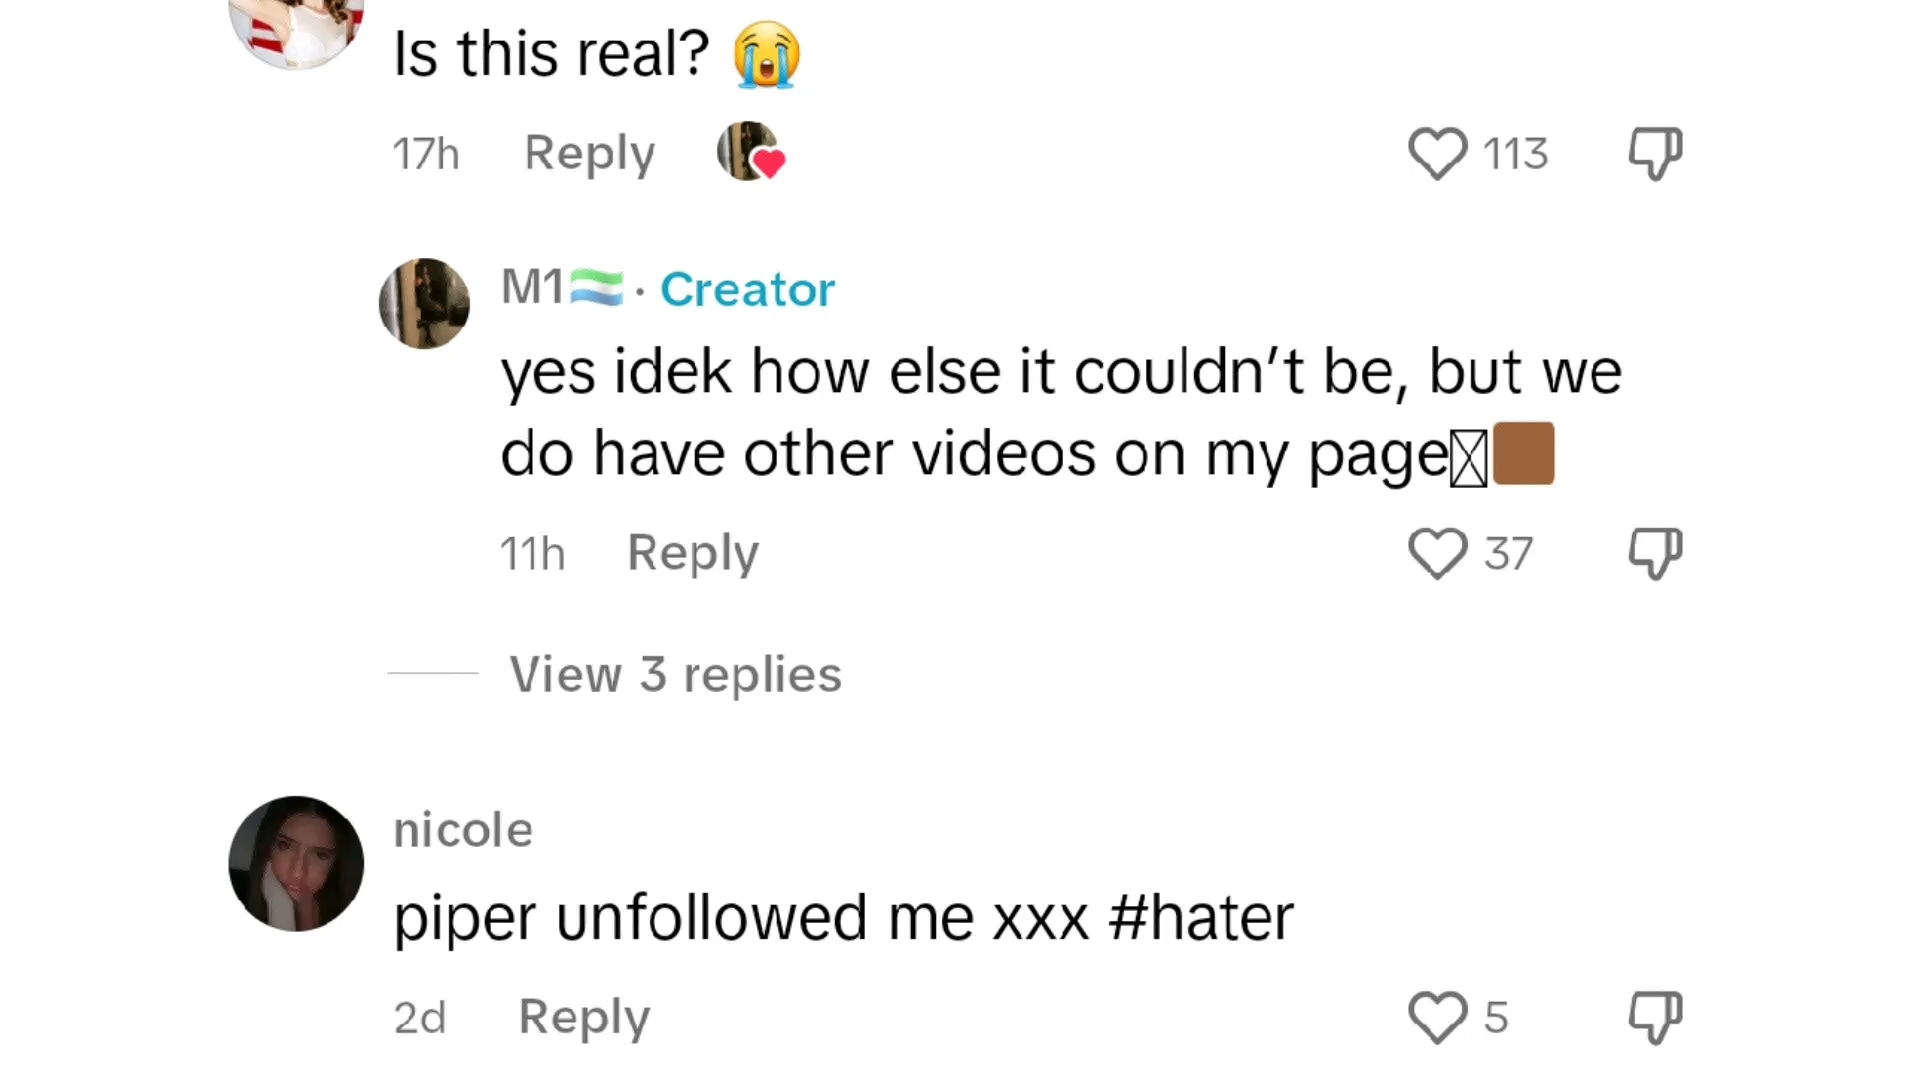 Is this real? 😭
17h Reply 113
M1🇸🇱 · Creator
yes idek how else it couldn’t be, but we
do have other videos on my page
11h Reply 37
View 3 replies
nicole
piper unfollowed me xxx #hater
2d Reply 5